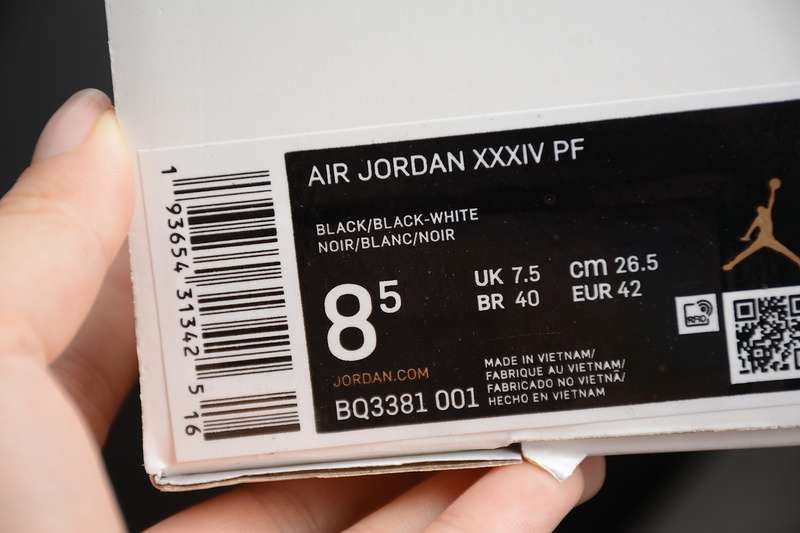 AIR JORDAN XXXIV PF
BLACK/BLACK-WHITE
NOIR/BLANC/NOIR
8 5
UK 7.5 cm 26.5
BR 40 EUR 42
RFID
JORDAN.COM
BQ3381 001
MADE IN VIETNAM/
FABRIQUE AU VIETNAM/
FABRICADO NO VIETNÃ/
HECHO EN VIETNAM
1 93654 31342 5 16